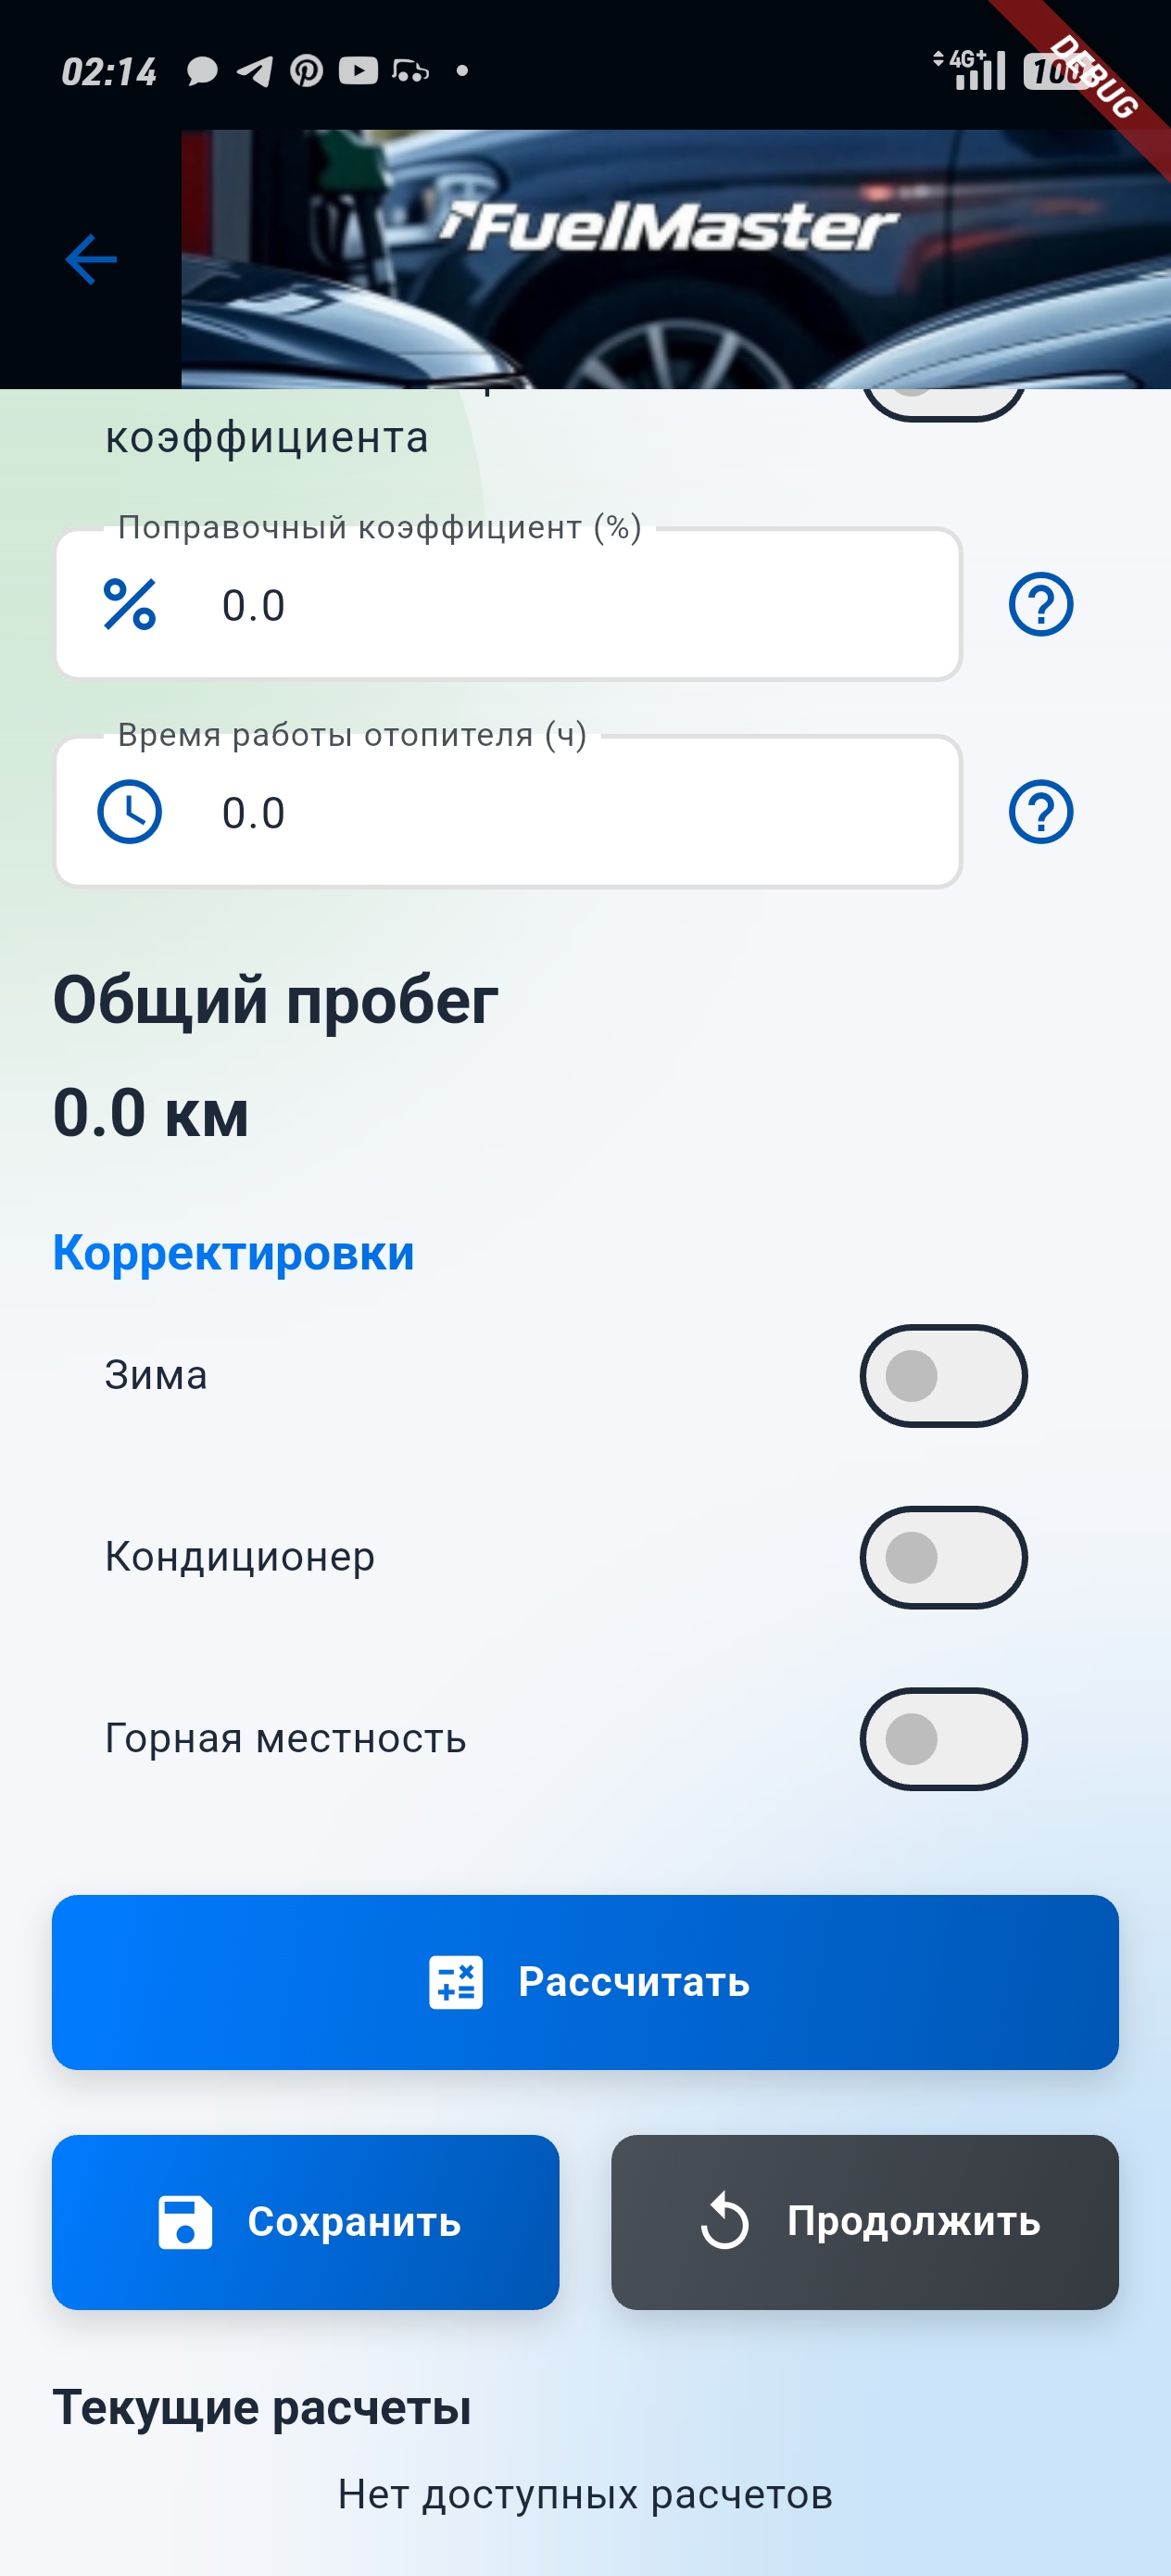 02:14
4G+
100
DEBUG
FuelMaster
коэффициента
Поправочный коэффициент (%)
0.0
Время работы отопителя (ч)
0.0
Общий пробег
0.0 км
Корректировки
Зима
Кондиционер
Горная местность
Рассчитать
Сохранить
Продолжить
Текущие расчеты
Нет доступных расчетов